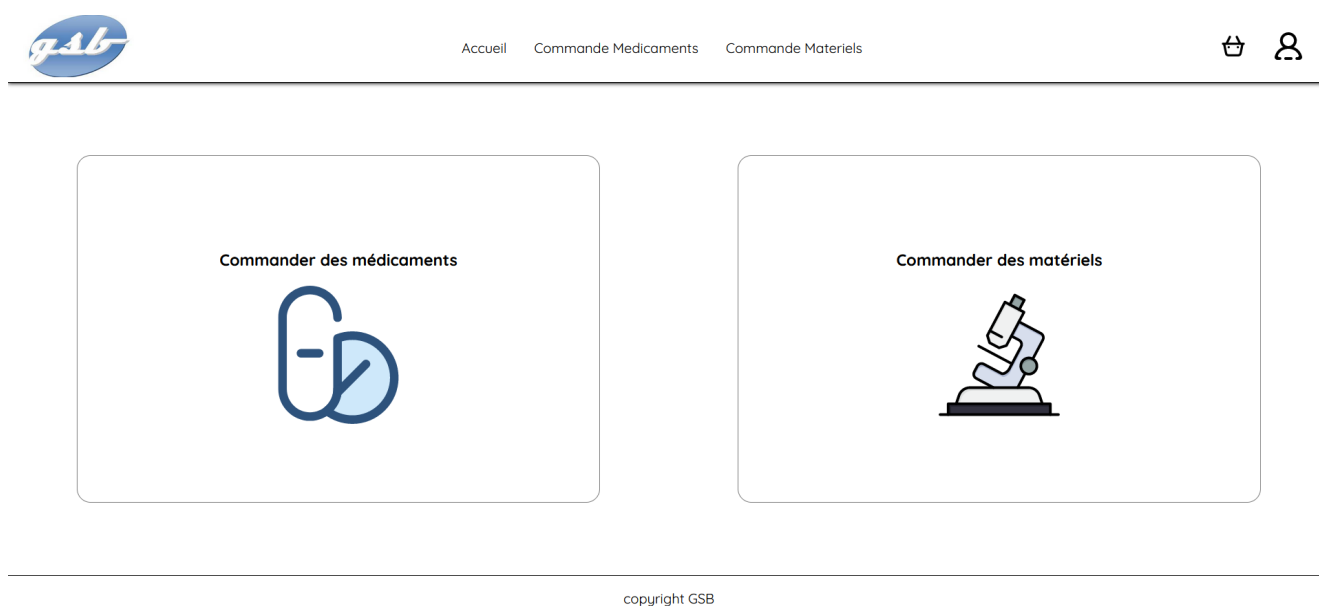 gsb
Accueil Commande Medicaments Commande Materiels
Commander des médicaments
Commander des matériels
copyright GSB